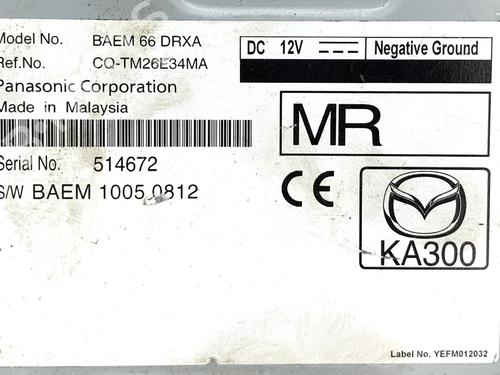 Model No. BAEM 66 DRXA
Ref.No. CQ-TM26E34MA
Panasonic Corporation
Made in Malaysia
Serial No. 514672
S/W BAEM 1005 0812
DC 12V Negative Ground
MR
CE
KA300
Label No. YEFM012032